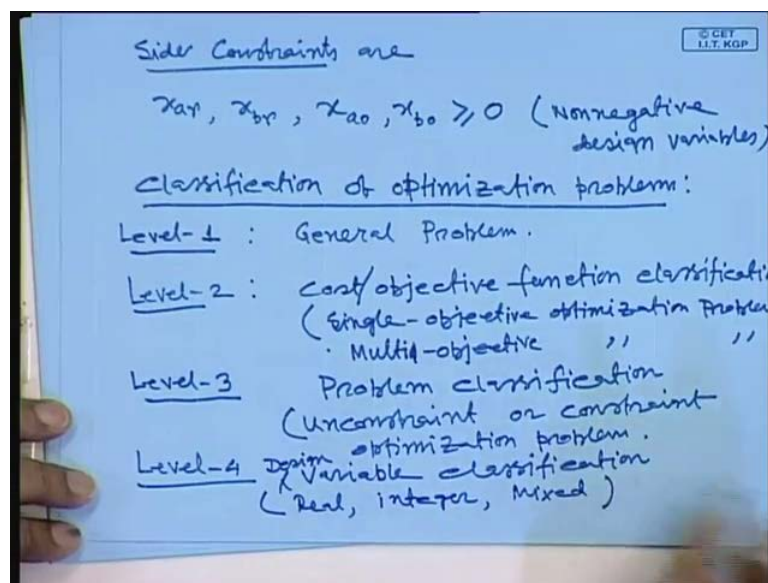 © CET
I.I.T. KGP
Side Constraints are
xar, xbr, xao, xbo ≥ 0 (Nonnegative
design variables)
Classification of optimization problem:
Level-1 : General Problem.
Level-2 : Cost/objective function classificati
(Single-objective optimization Problem
. Multi-objective ,, ,,
Level-3 Problem classification
(unconstraint or constraint
optimization problem.
Level-4 Design Variable classification
(Real, integer, Mixed)